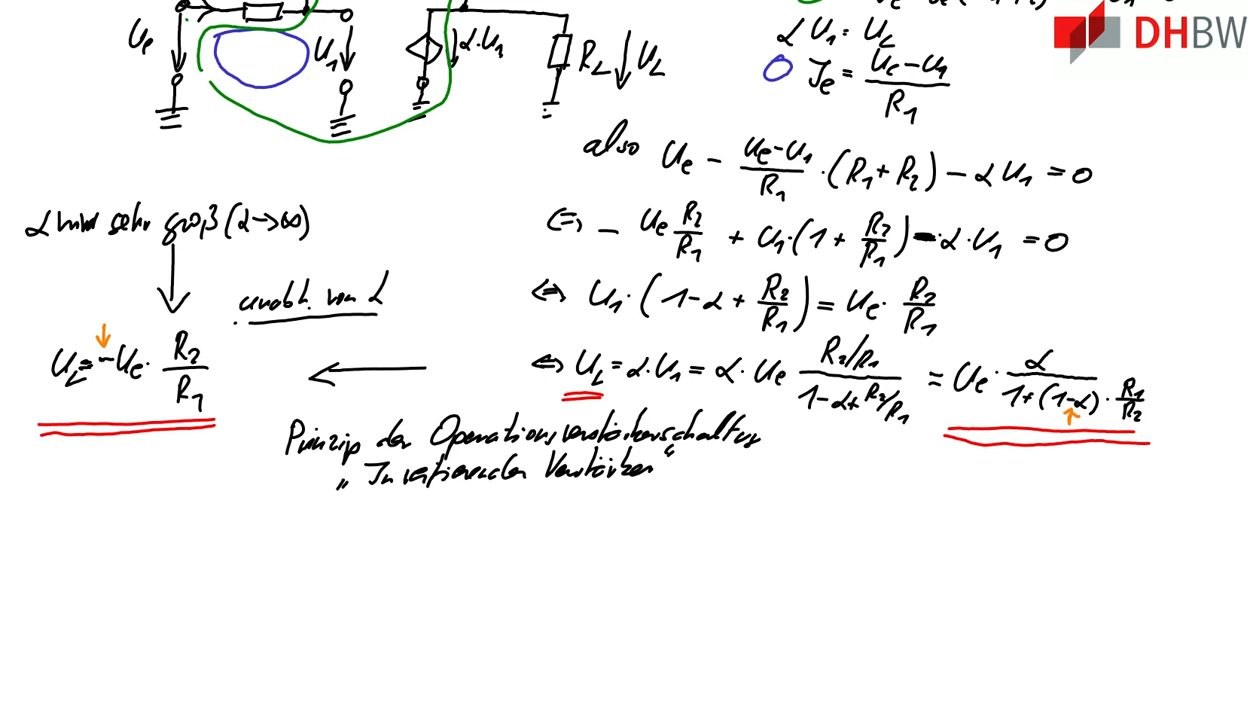 DHBW
U_e U_1 α·U_1 R_L U_L
α U_1 = U_L
I_e = (U_e - U_1)/R_1
also U_e - (U_e - U_1)/R_1 · (R_1 + R_2) - α U_1 = 0
α wird sehr groß (α → ∞)
⇔ - U_e R_2/R_1 + U_1 · (1 + R_2/R_1) - α · U_1 = 0
unabh. von α
⇔ U_1 · (1 - α + R_2/R_1) = U_e · R_2/R_1
U_L = - U_e · R_2/R_1
⇔ U_L = α · U_1 = α · U_e (R_2/R_1)/(1 - α + R_2/R_1) = U_e · α/(1 + (1 - α) · R_1/R_2)
Prinzip der Operationsverstärkerschaltung
„Invertierender Verstärker“